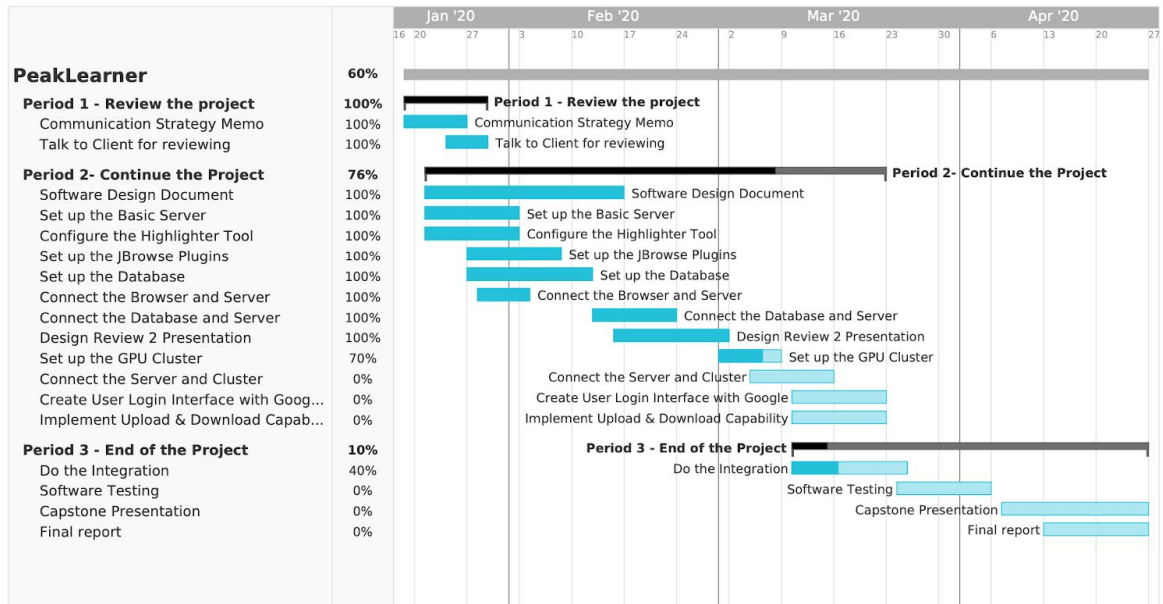 Jan '20 Feb '20 Mar '20 Apr '20
16 20 27 3 10 17 24 2 9 16 23 30 6 13 20 27
PeakLearner 60%
Period 1 - Review the project 100% Period 1 - Review the project
Communication Strategy Memo 100% Communication Strategy Memo
Talk to Client for reviewing 100% Talk to Client for reviewing
Period 2- Continue the Project 76% Period 2- Continue the Project
Software Design Document 100% Software Design Document
Set up the Basic Server 100% Set up the Basic Server
Configure the Highlighter Tool 100% Configure the Highlighter Tool
Set up the JBrowse Plugins 100% Set up the JBrowse Plugins
Set up the Database 100% Set up the Database
Connect the Browser and Server 100% Connect the Browser and Server
Connect the Database and Server 100% Connect the Database and Server
Design Review 2 Presentation 100% Design Review 2 Presentation
Set up the GPU Cluster 70% Set up the GPU Cluster
Connect the Server and Cluster 0% Connect the Server and Cluster
Create User Login Interface with Goog... 0% Create User Login Interface with Google
Implement Upload & Download Capab... 0% Implement Upload & Download Capability
Period 3 - End of the Project 10% Period 3 - End of the Project
Do the Integration 40% Do the Integration
Software Testing 0% Software Testing
Capstone Presentation 0% Capstone Presentation
Final report 0% Final report